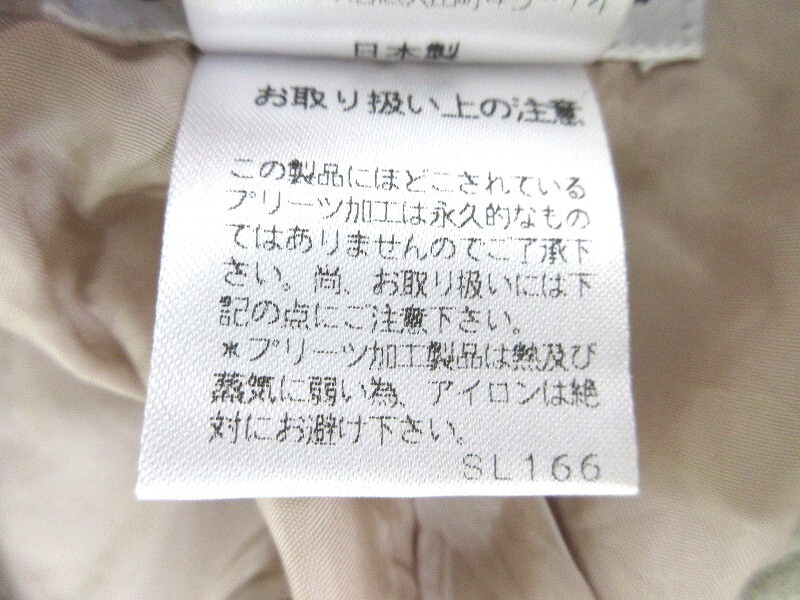 日本製
お取り扱い上の注意
この製品にほどこされている
プリーツ加工は永久的なもの
ではありませんのでご了承下
さい。尚、お取り扱いには下
記の点にご注意下さい。
*プリーツ加工製品は熱及び
蒸気に弱い為、アイロンは絶
対にお避け下さい。
SL166